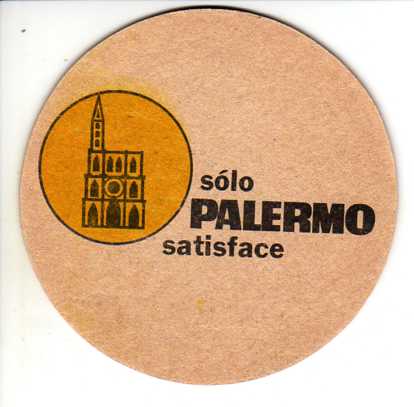 sólo
PALERMO
satisface